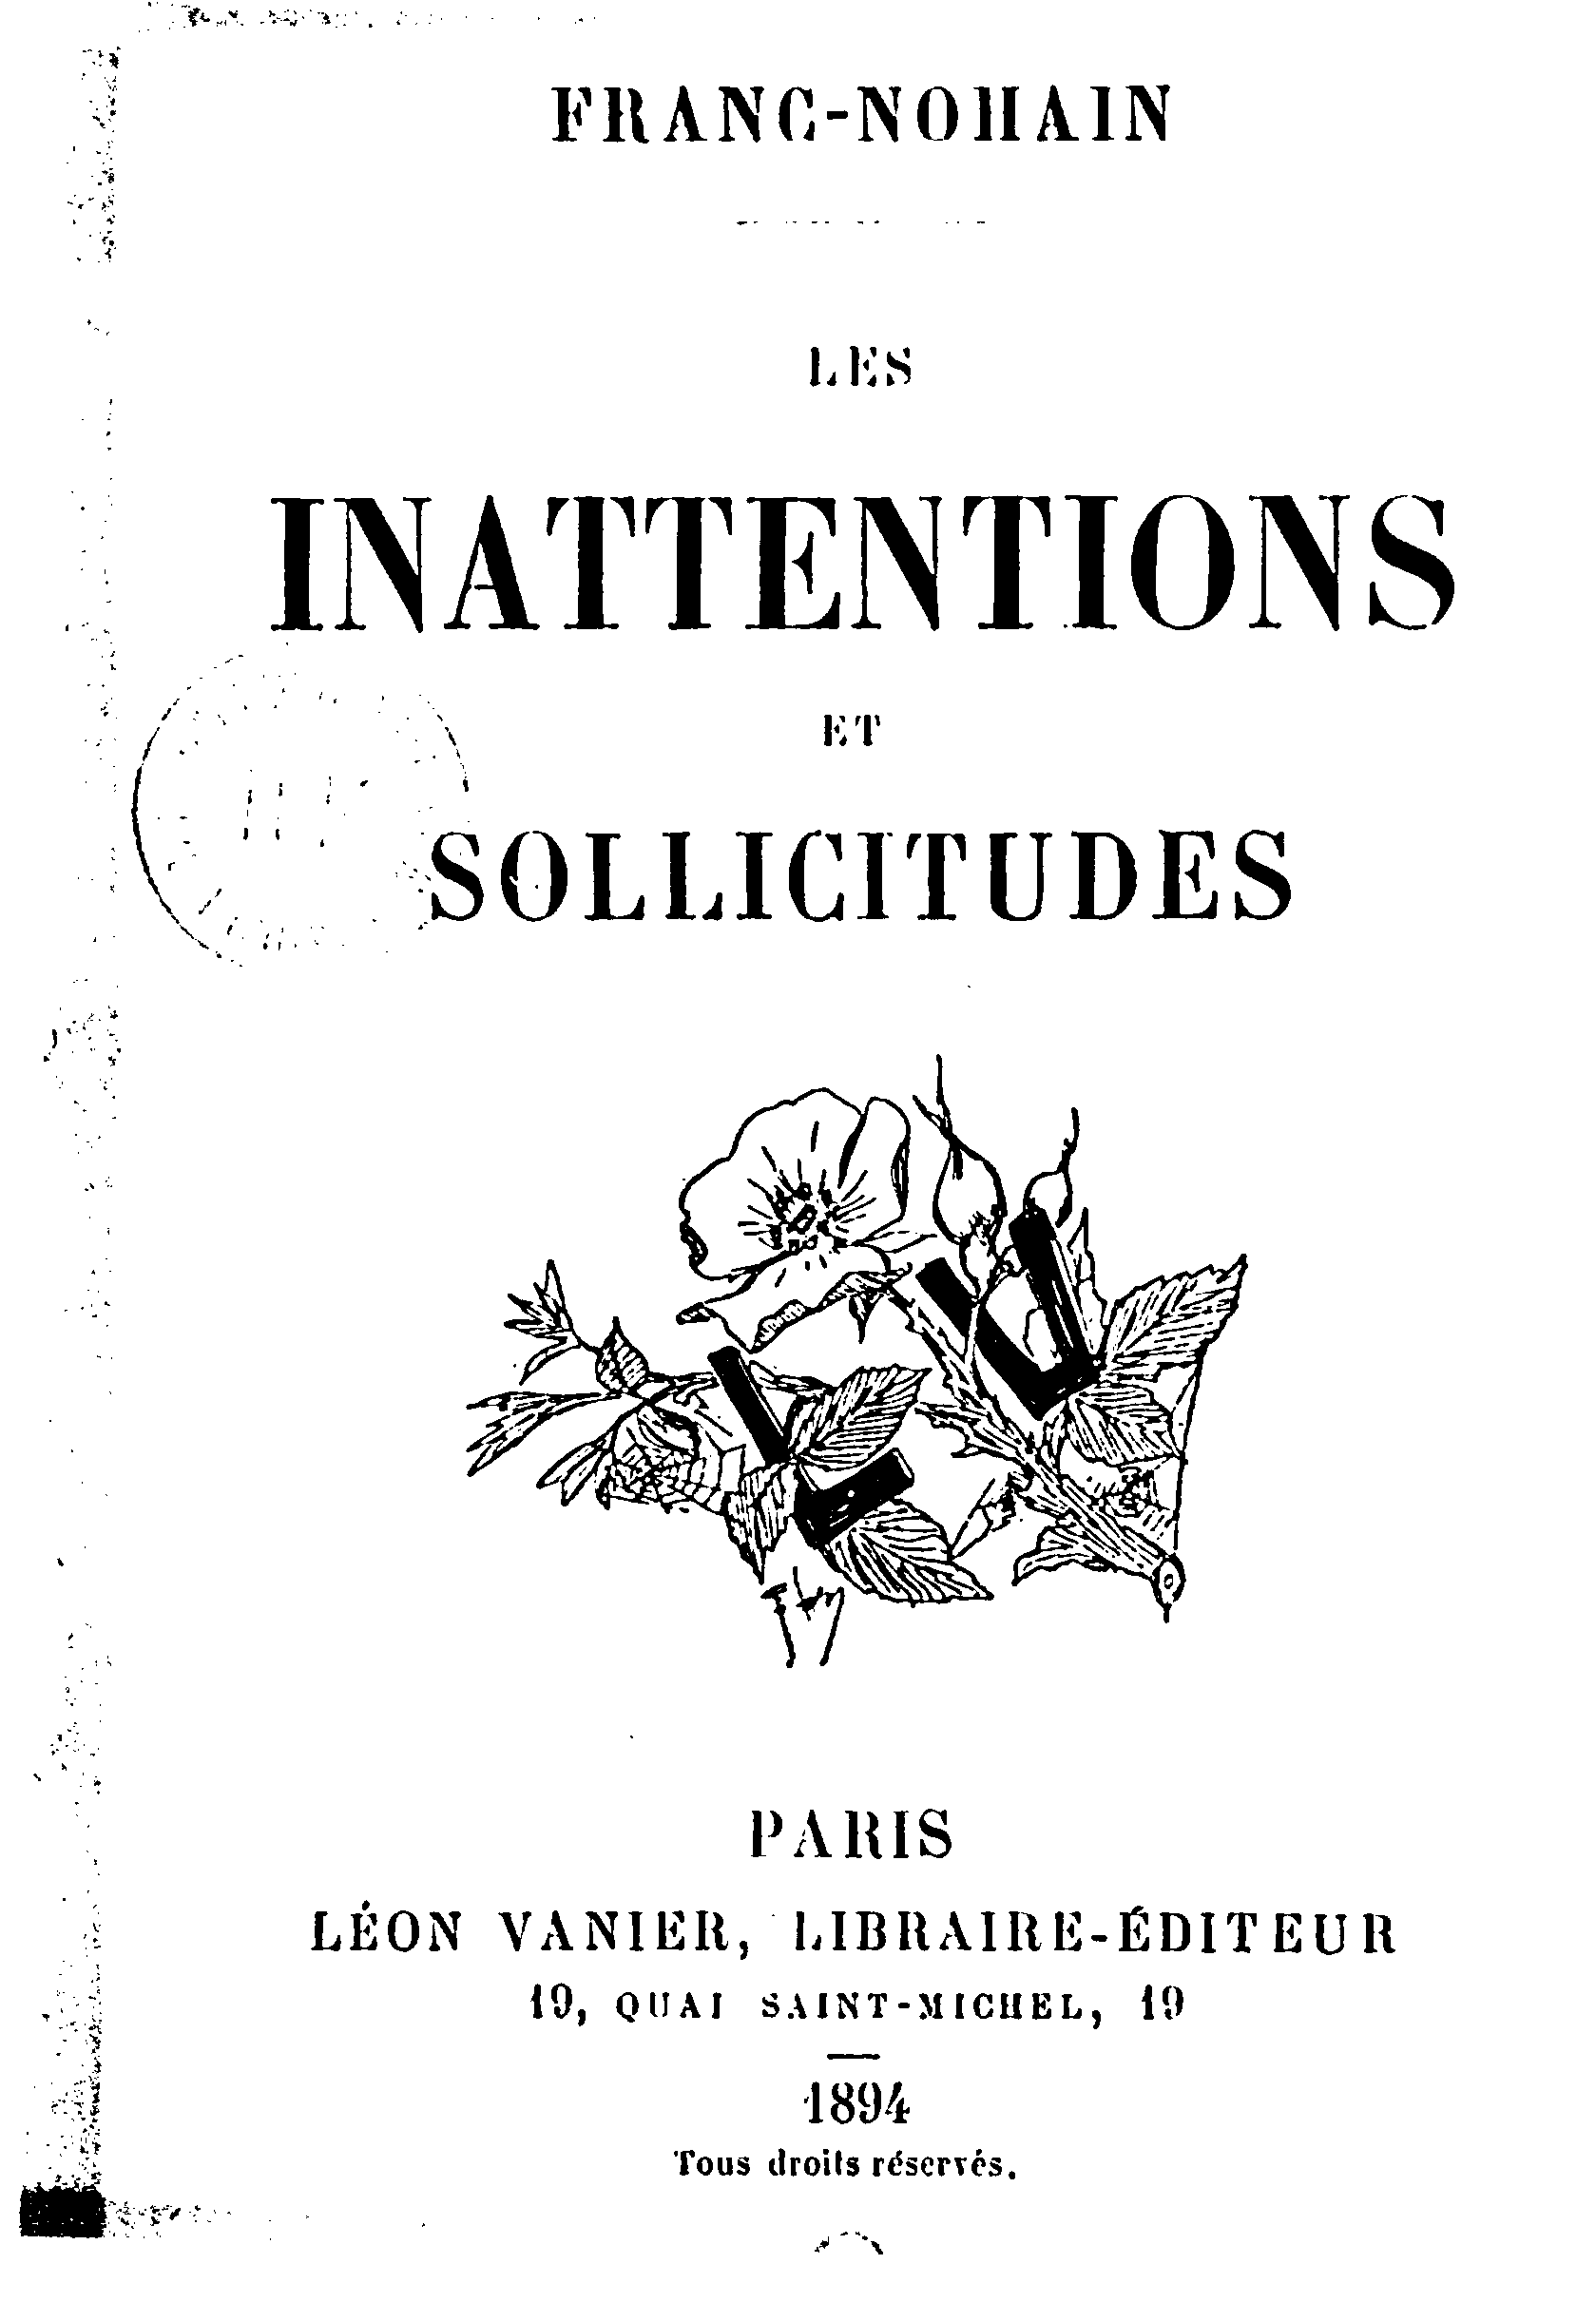 FRANC-NOHAIN
LES
INATTENTIONS
ET
SOLLICITUDES
PARIS
LÉON VANIER, LIBRAIRE-ÉDITEUR
19, QUAI SAINT-MICHEL, 19
1894
Tous droits réservés.